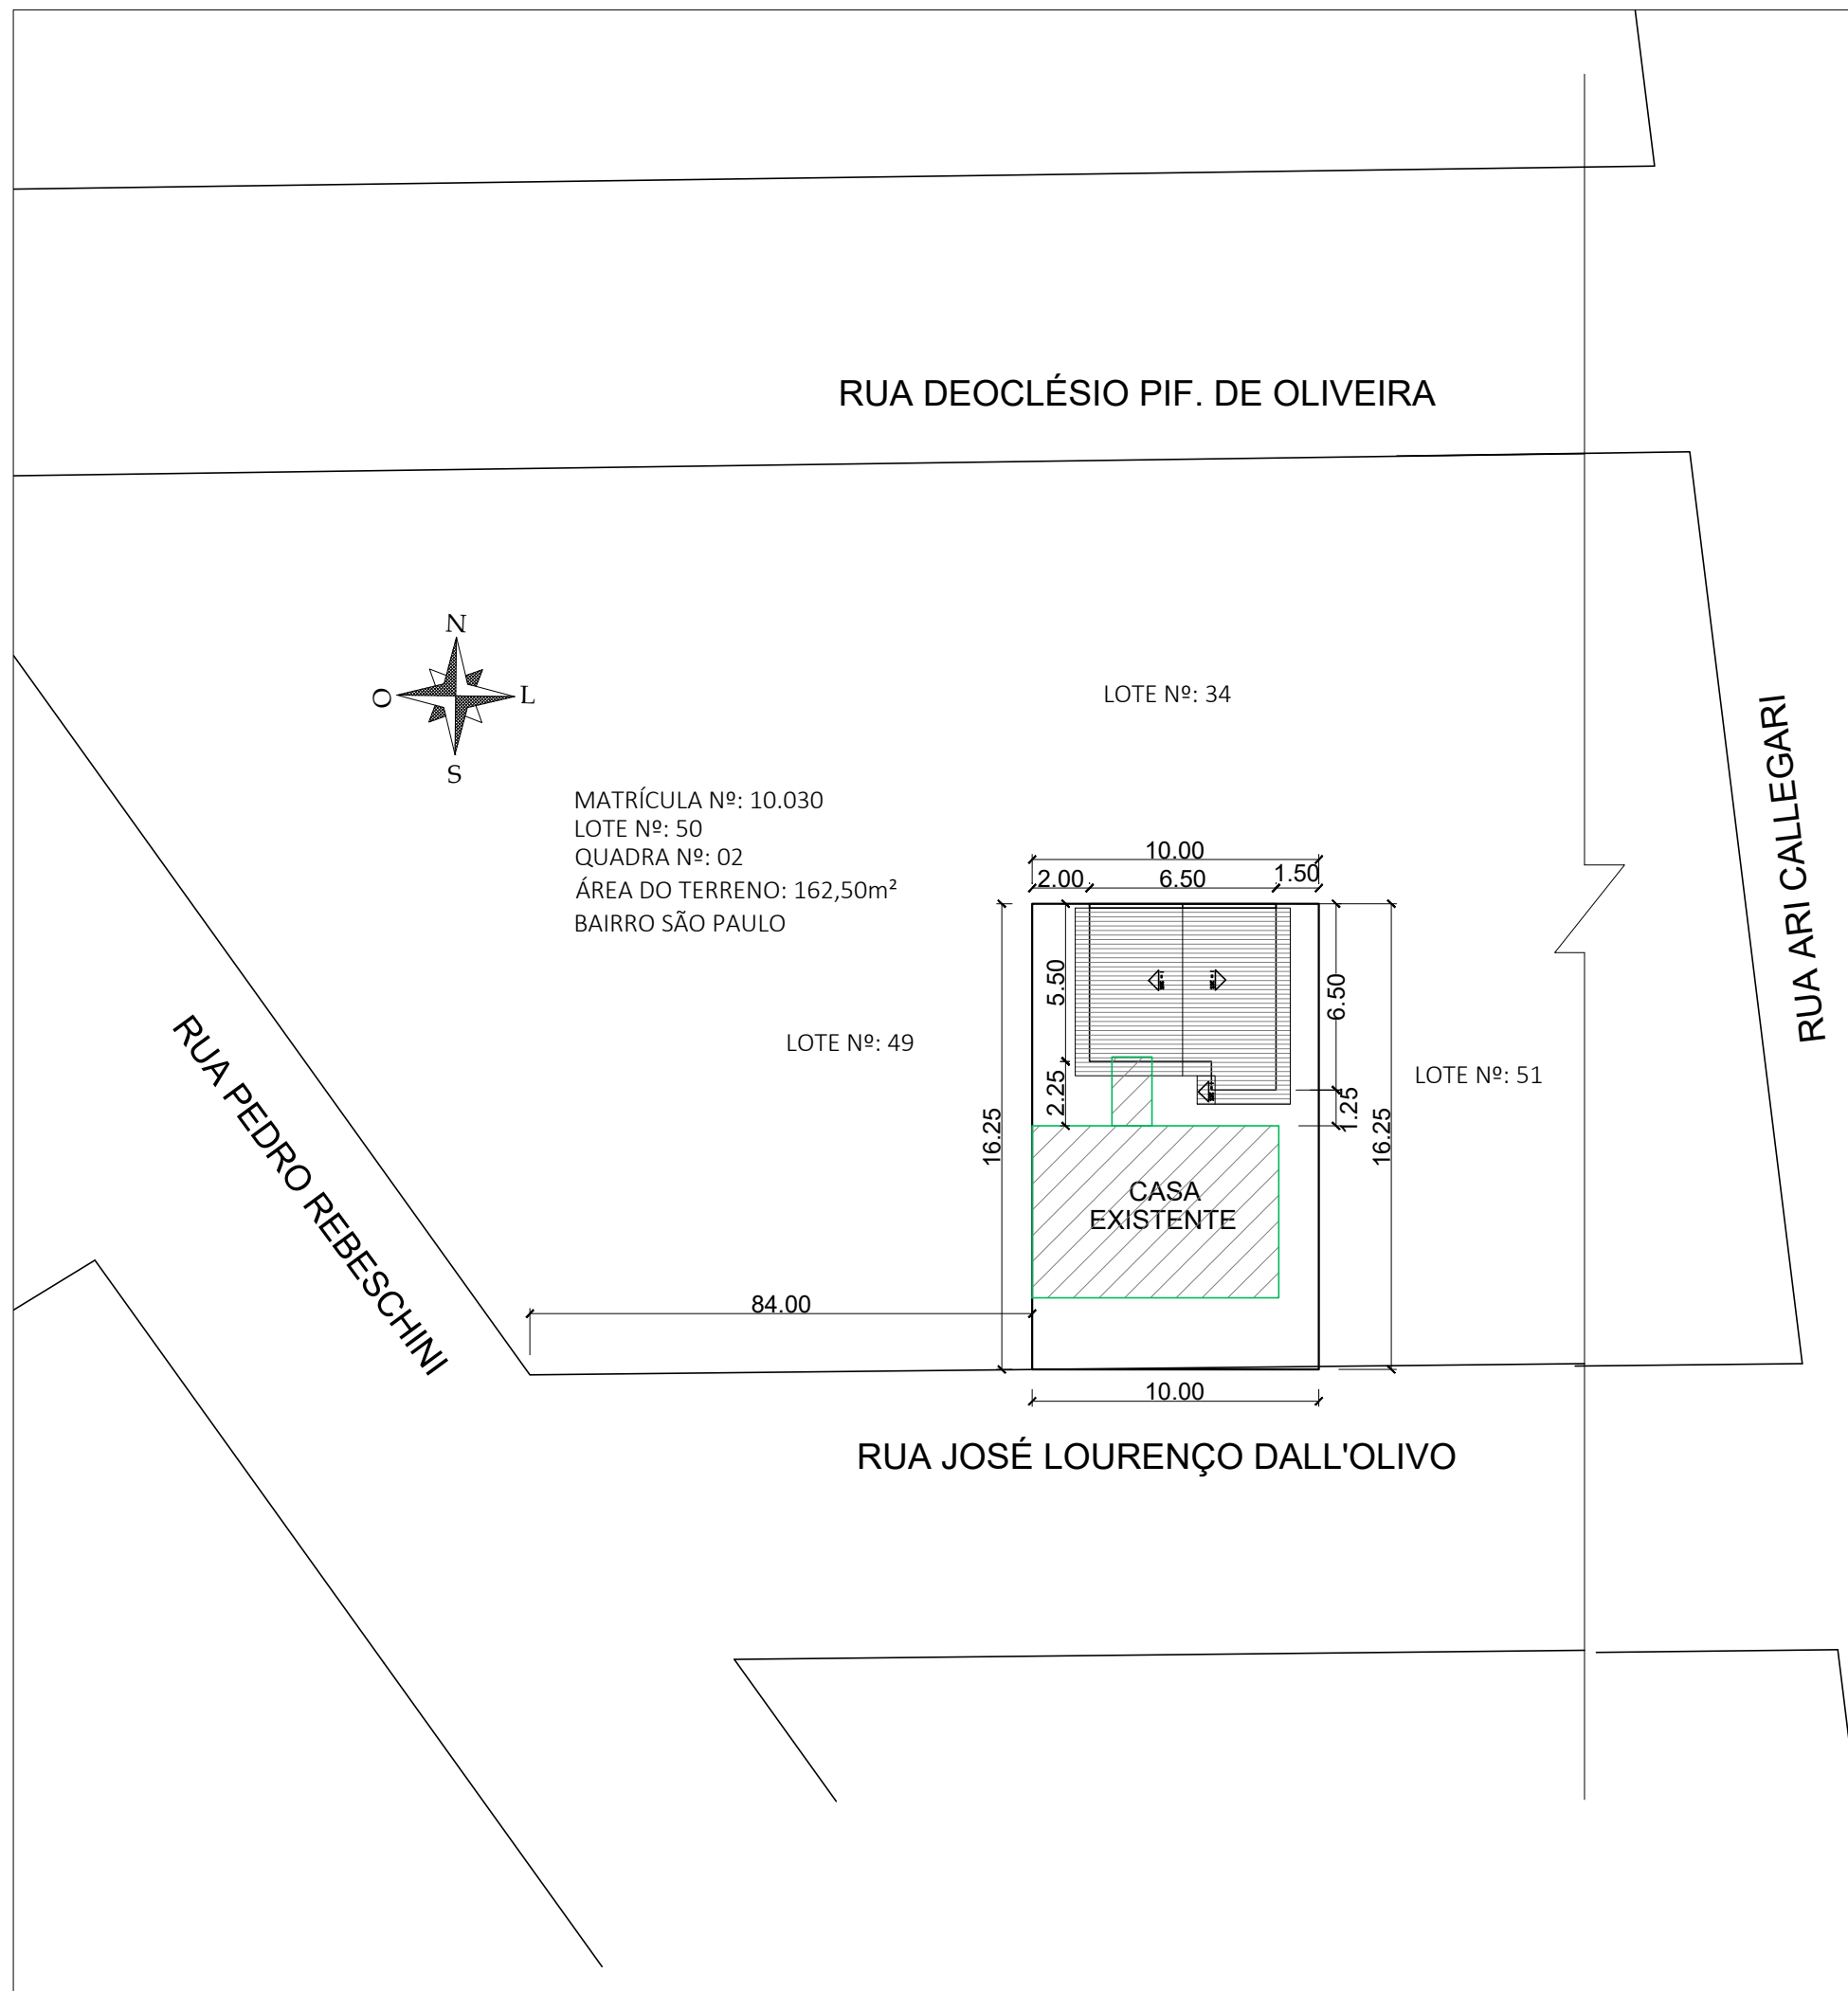 RUA DEOCLÉSIO PIF. DE OLIVEIRA
N
O
L
S
LOTE Nº: 34
MATRÍCULA Nº: 10.030
LOTE Nº: 50
QUADRA Nº: 02
ÁREA DO TERRENO: 162,50m²
BAIRRO SÃO PAULO
RUA ARI CALLEGARI
10.00
2.00
6.50
1.50
5.50
6.50
LOTE Nº: 49
LOTE Nº: 51
2.25
1.25
16.25
16.25
CASA
EXISTENTE
RUA PEDRO REBESCHINI
84.00
10.00
RUA JOSÉ LOURENÇO DALL'OLIVO